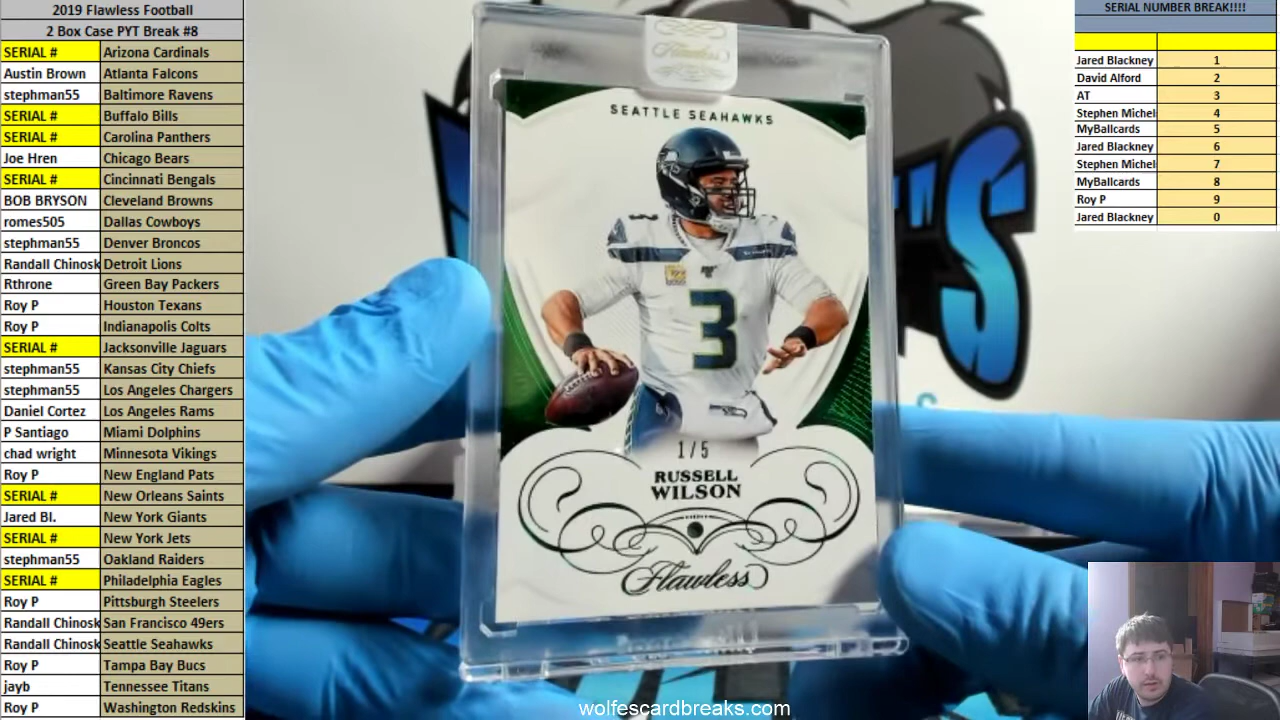 2019 Flawless Football
2 Box Case PYT Break #8
SERIAL # Arizona Cardinals
Austin Brown Atlanta Falcons
stephman55 Baltimore Ravens
SERIAL # Buffalo Bills
SERIAL # Carolina Panthers
Joe Hren Chicago Bears
SERIAL # Cincinnati Bengals
BOB BRYSON Cleveland Browns
romes505 Dallas Cowboys
stephman55 Denver Broncos
Randall Chinosk Detroit Lions
Rthrone Green Bay Packers
Roy P Houston Texans
Roy P Indianapolis Colts
SERIAL # Jacksonville Jaguars
stephman55 Kansas City Chiefs
stephman55 Los Angeles Chargers
Daniel Cortez Los Angeles Rams
P Santiago Miami Dolphins
chad wright Minnesota Vikings
Roy P New England Pats
SERIAL # New Orleans Saints
Jared Bl. New York Giants
SERIAL # New York Jets
stephman55 Oakland Raiders
SERIAL # Philadelphia Eagles
Roy P Pittsburgh Steelers
Randall Chinosk San Francisco 49ers
Randall Chinosk Seattle Seahawks
Roy P Tampa Bay Bucs
jayb Tennessee Titans
Roy P Washington Redskins
Flawless
SEATTLE SEAHAWKS
3
3
1/5
RUSSELL
WILSON
Flawless
wolfescardbreaks.com
SERIAL NUMBER BREAK!!!!
Jared Blackney 1
David Alford 2
AT 3
Stephen Michel 4
MyBallcards 5
Jared Blackney 6
Stephen Michel 7
MyBallcards 8
Roy P 9
Jared Blackney 0